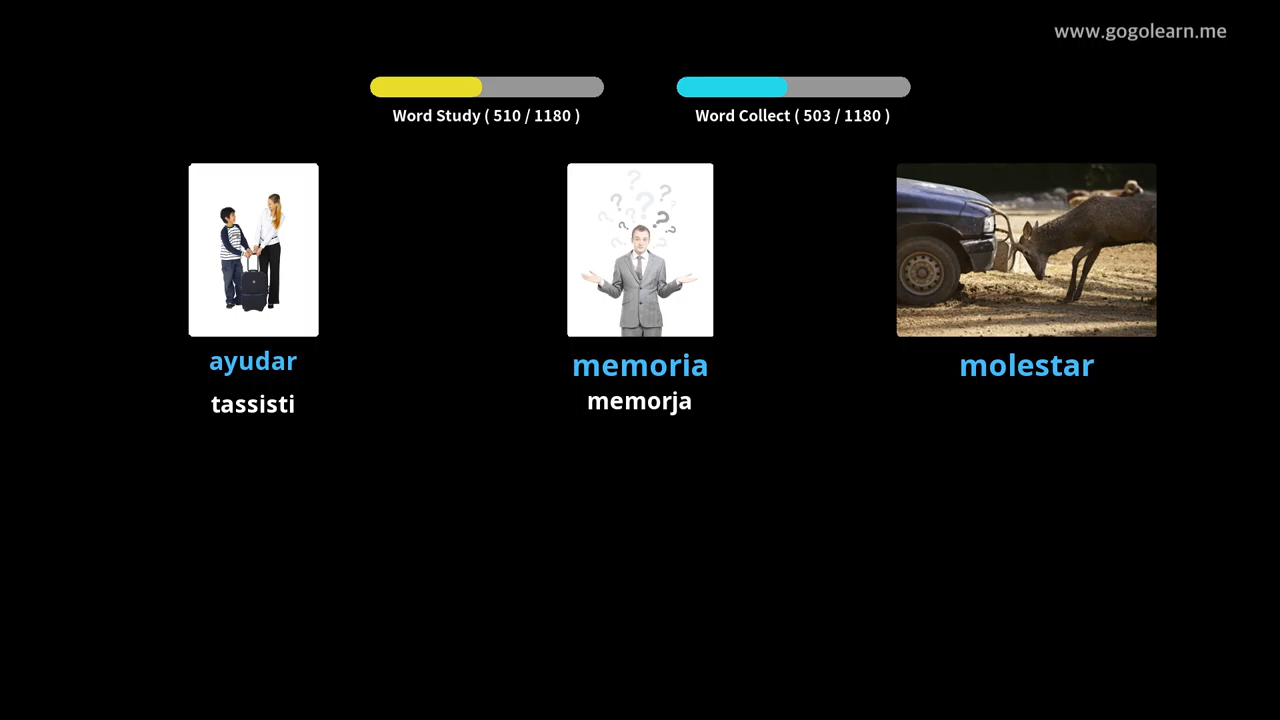 www.gogolearn.me
Word Study ( 510 / 1180 )
Word Collect ( 503 / 1180 )
ayudar
memoria
molestar
tassisti
memorja